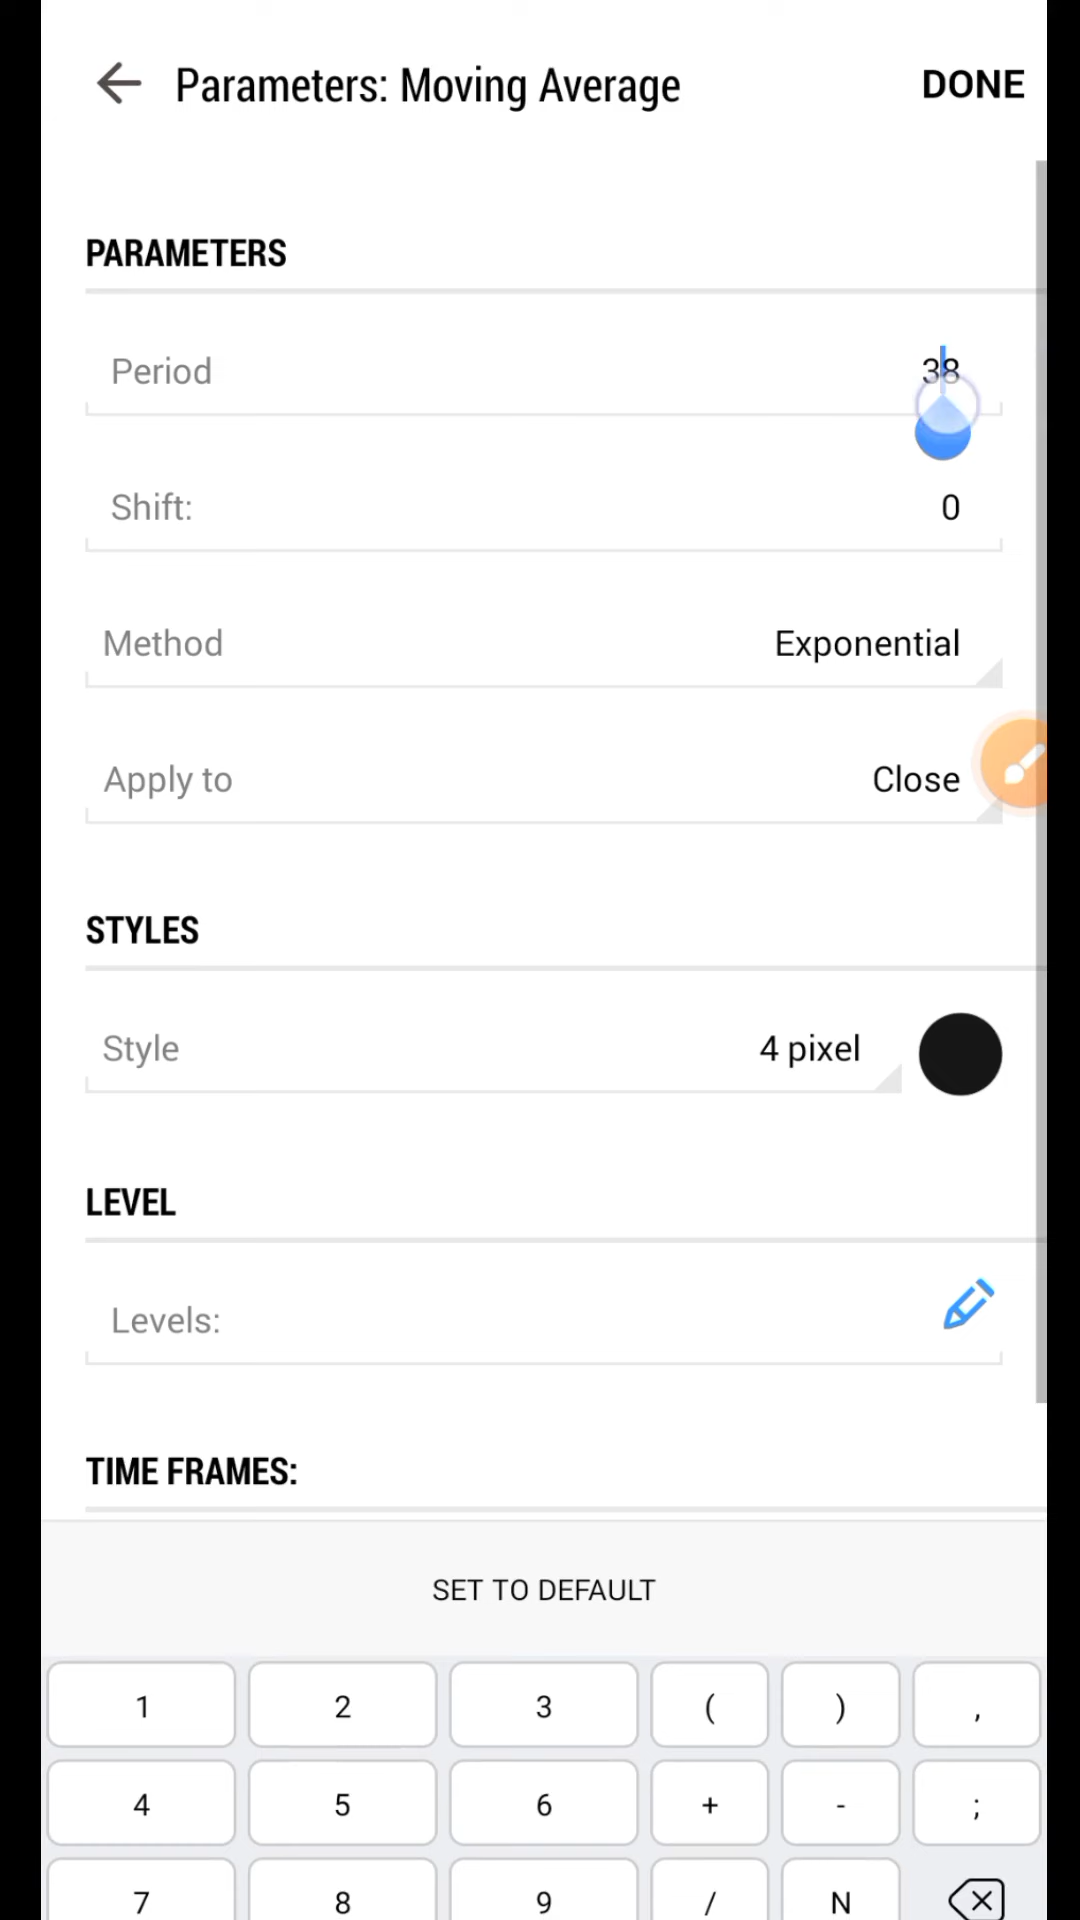 Parameters: Moving Average DONE
PARAMETERS
Period 38
Shift: 0
Method Exponential
Apply to Close
STYLES
Style 4 pixel
LEVEL
Levels:
TIME FRAMES:
SET TO DEFAULT
1 2 3 ( ) ,
4 5 6 + - ;
7 8 9 / N